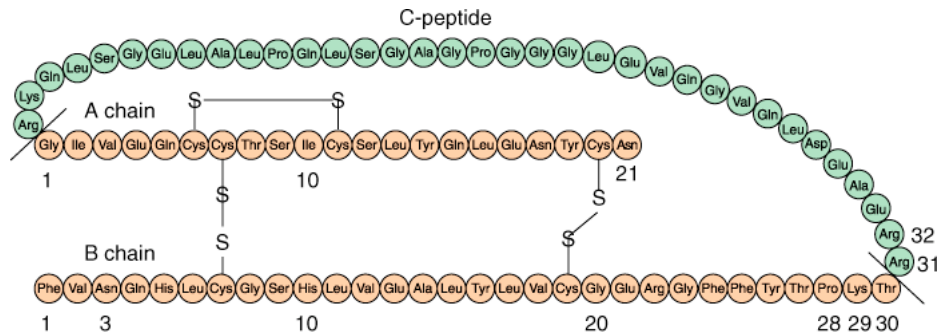 C-peptide
Arg Lys Gln Leu Ser Gly Glu Leu Ala Leu Pro Gln Leu Ser Gly Ala Gly Pro Gly Gly Gly Leu Glu Val Gln Gly Val Gln Leu Asp Glu Ala Glu Arg Arg
32
31
A chain
S S
Gly Ile Val Glu Gln Cys Cys Thr Ser Ile Cys Ser Leu Tyr Gln Leu Glu Asn Tyr Cys Asn
1 10 21
S S
S S
B chain
Phe Val Asn Gln His Leu Cys Gly Ser His Leu Val Glu Ala Leu Tyr Leu Val Cys Gly Glu Arg Gly Phe Phe Tyr Thr Pro Lys Thr
1 3 10 20 28 29 30